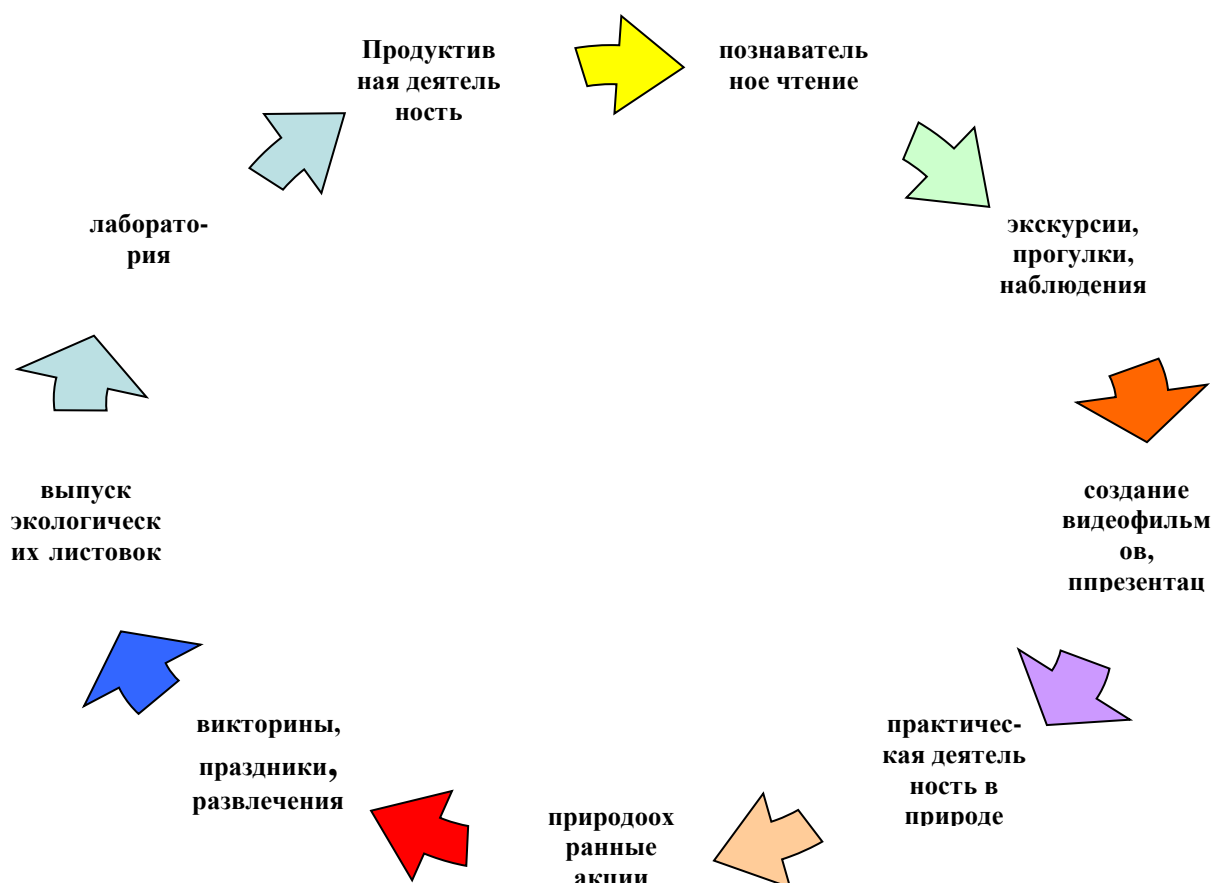 Продуктив
ная деятель
ность
познаватель
ное чтение
экскурсии,
прогулки,
наблюдения
создание
видеофильм
ов,
ппрезентац
практичес-
кая деятель
ность в
природе
природоох
ранные
акции
викторины,
праздники,
развлечения
выпуск
экологическ
их листовок
лаборато-
рия